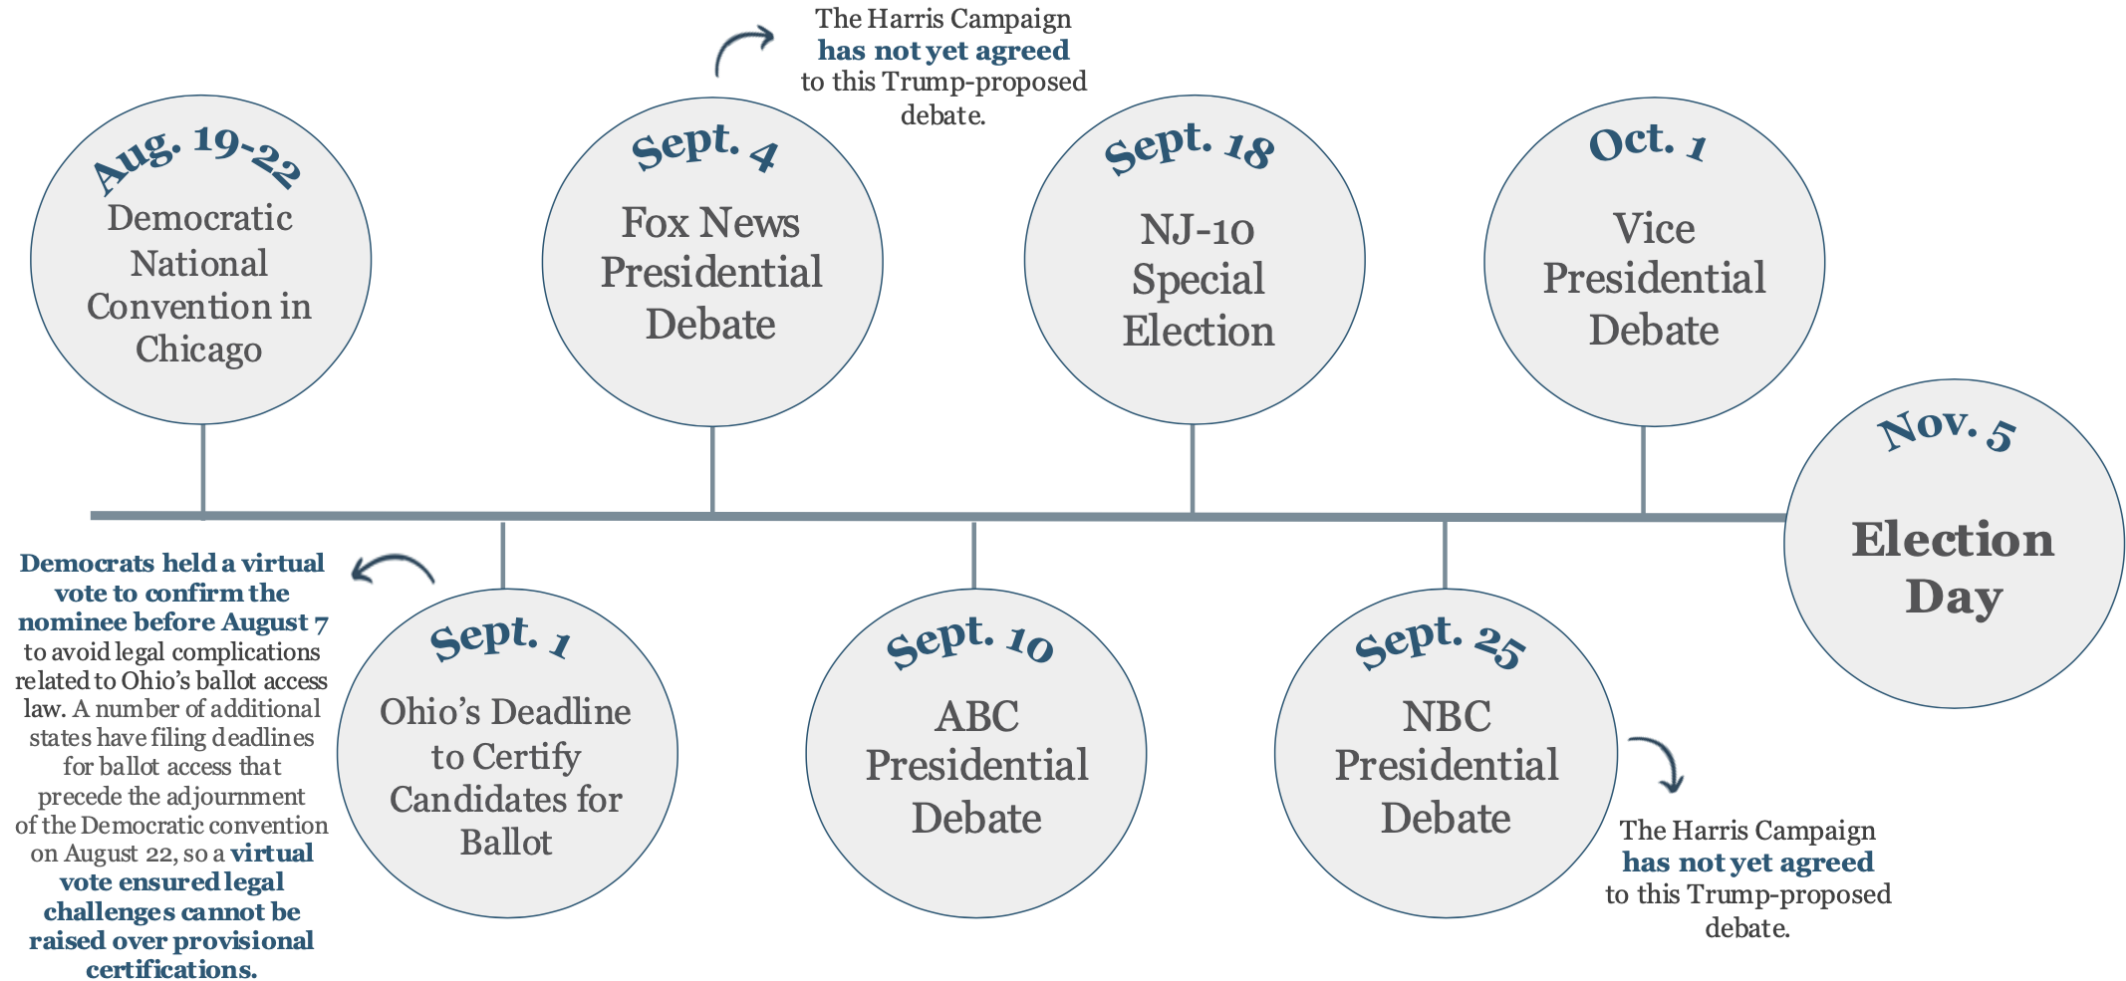 The Harris Campaign
has not yet agreed
to this Trump-proposed
debate.
Aug. 19-22
Democratic
National
Convention in
Chicago
Sept. 4
Fox News
Presidential
Debate
Sept. 18
NJ-10
Special
Election
Oct. 1
Vice
Presidential
Debate
Nov. 5
Election
Day
Democrats held a virtual
vote to confirm the
nominee before August 7
to avoid legal complications
related to Ohio’s ballot access
law. A number of additional
states have filing deadlines
for ballot access that
precede the adjournment
of the Democratic convention
on August 22, so a virtual
vote ensured legal
challenges cannot be
raised over provisional
certifications.
Sept. 1
Ohio’s Deadline
to Certify
Candidates for
Ballot
Sept. 10
ABC
Presidential
Debate
Sept. 25
NBC
Presidential
Debate
The Harris Campaign
has not yet agreed
to this Trump-proposed
debate.